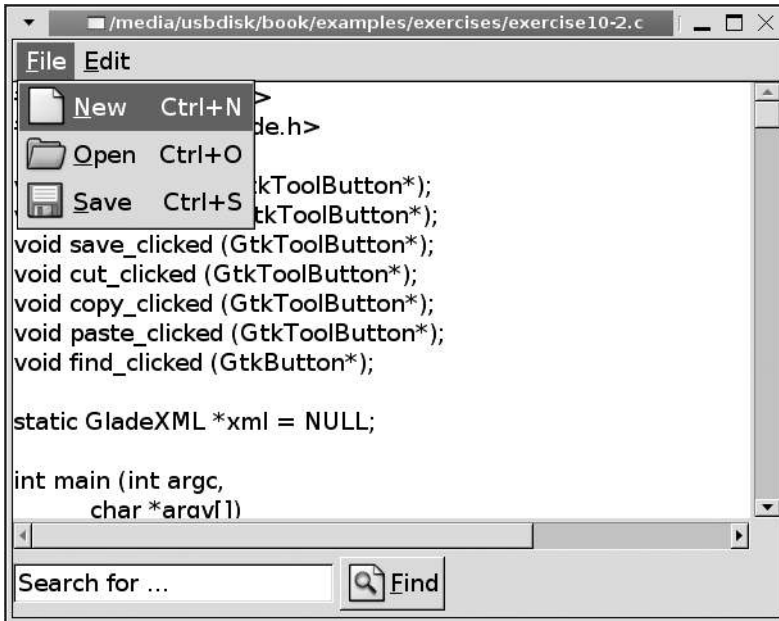 /media/usbdisk/book/examples/exercises/exercise10-2.c
File Edit
New Ctrl+N
Open Ctrl+O
Save Ctrl+S
>
de.h>
kToolButton*);
tkToolButton*);
void save_clicked (GtkToolButton*);
void cut_clicked (GtkToolButton*);
void copy_clicked (GtkToolButton*);
void paste_clicked (GtkToolButton*);
void find_clicked (GtkButton*);
static GladeXML *xml = NULL;
int main (int argc,
char *argv[])
Search for ...
Find